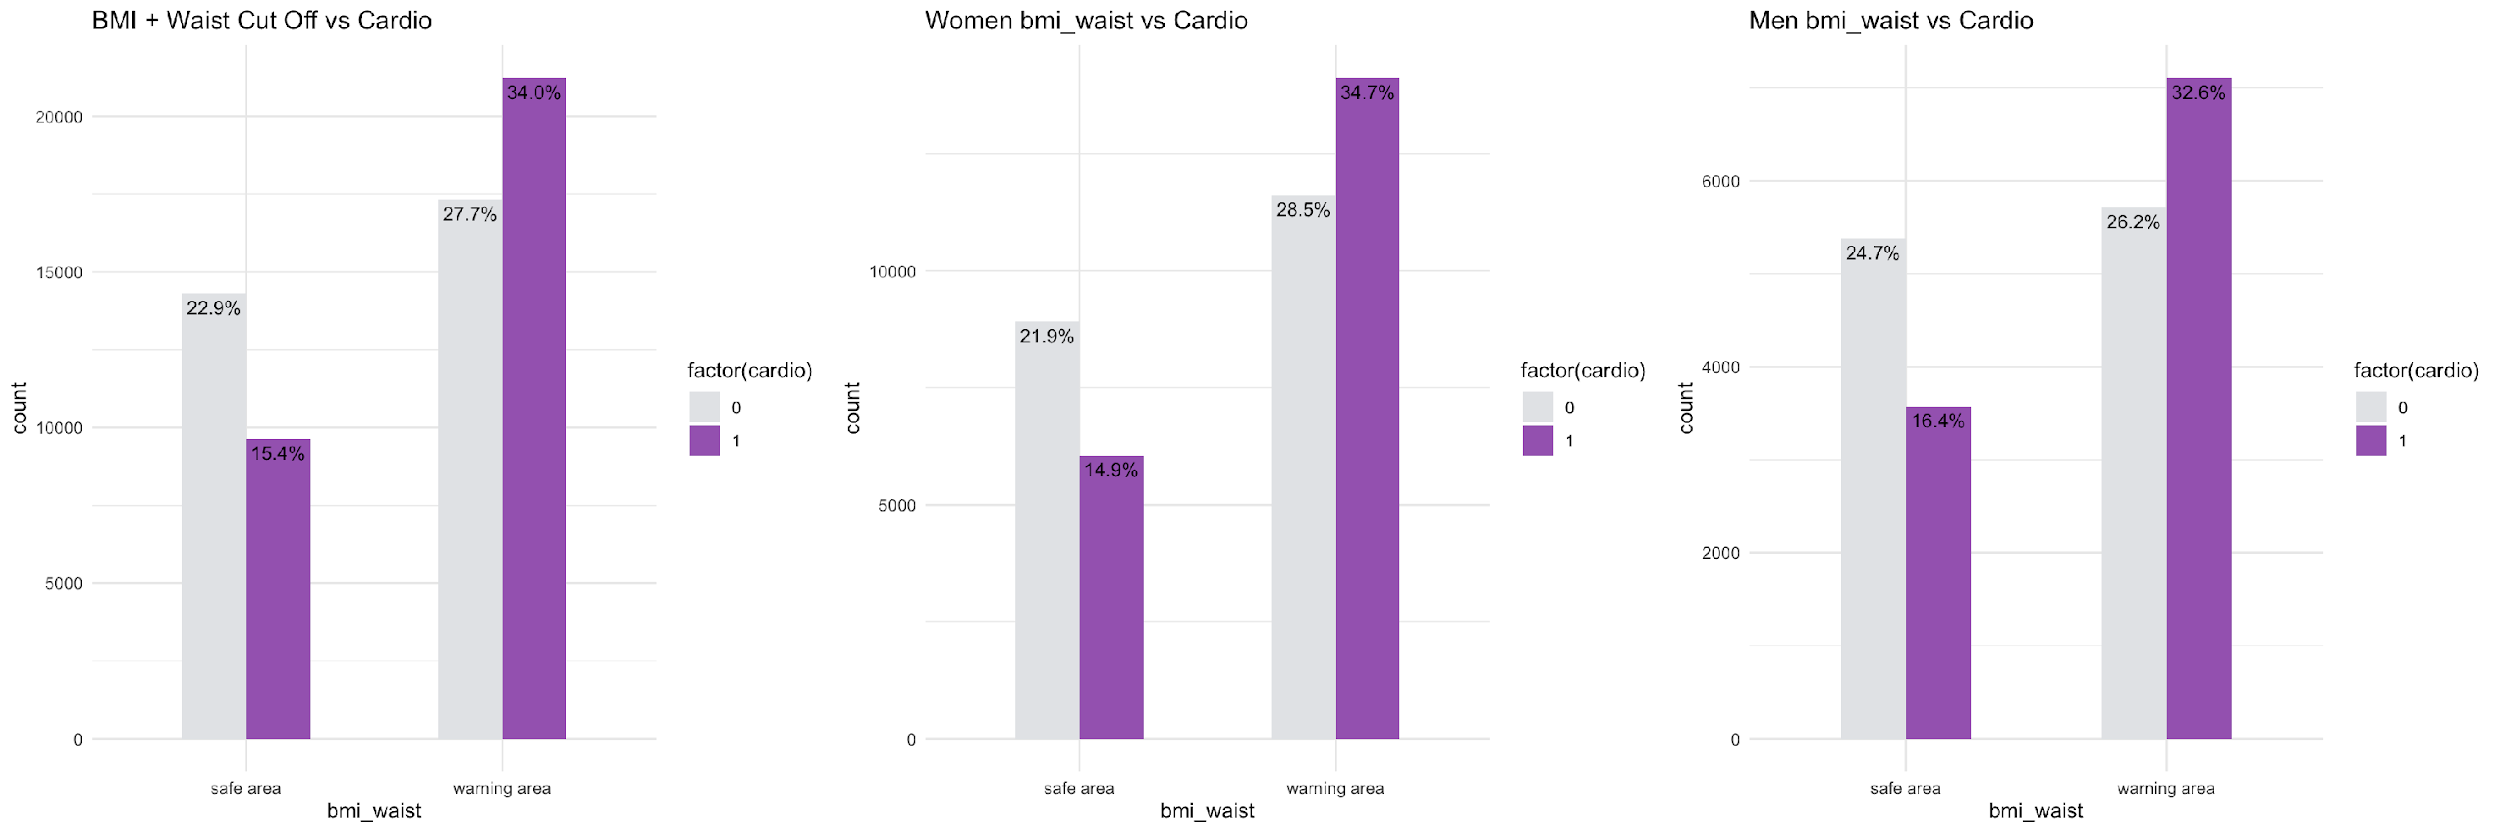 BMI + Waist Cut Off vs Cardio
20000
15000
10000
5000
0
count
22.9%
15.4%
27.7%
34.0%
safe area
warning area
bmi_waist
factor(cardio)
0
1
Women bmi_waist vs Cardio
10000
5000
0
count
21.9%
14.9%
28.5%
34.7%
safe area
warning area
bmi_waist
factor(cardio)
0
1
Men bmi_waist vs Cardio
6000
4000
2000
0
count
24.7%
16.4%
26.2%
32.6%
safe area
warning area
bmi_waist
factor(cardio)
0
1